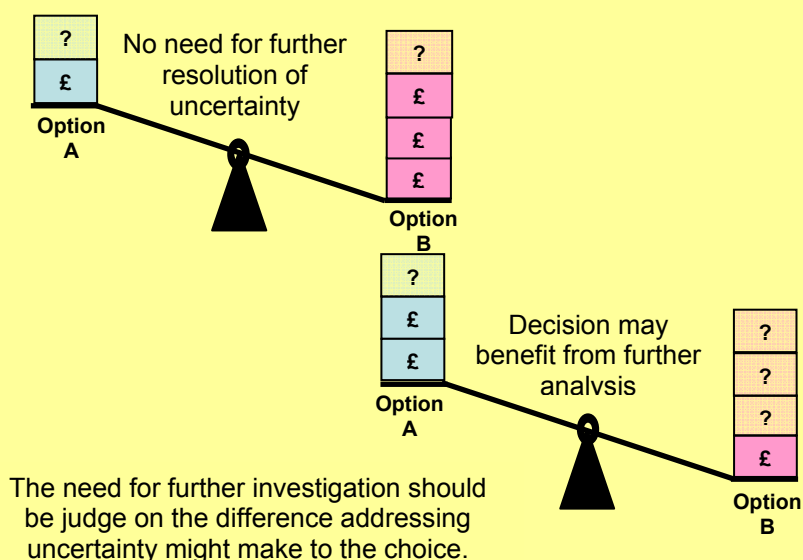 ?
£
Option
A
No need for further
resolution of
uncertainty
?
£
£
£
Option
B
?
£
£
Option
A
Decision may
benefit from further
analysis
?
?
?
£
Option
B
The need for further investigation should
be judge on the difference addressing
uncertainty might make to the choice.